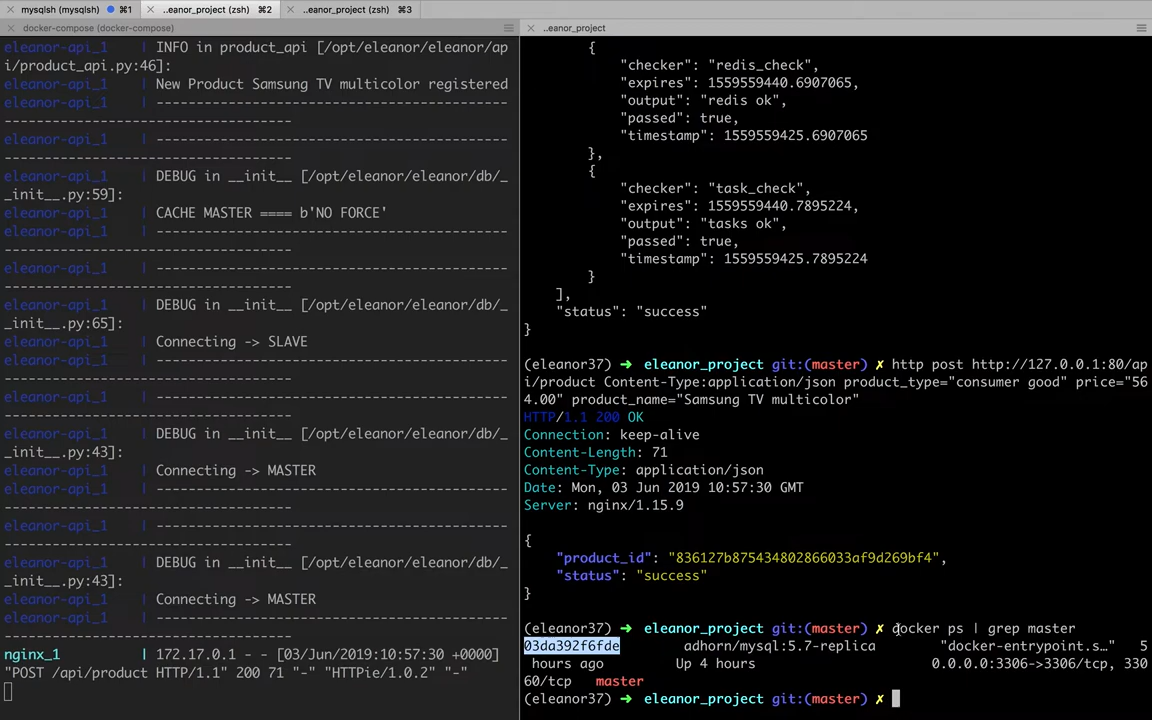 mysqlsh (mysqlsh) ⌘1
..eanor_project (zsh) ⌘2
..eanor_project (zsh) ⌘3
docker-compose (docker-compose)
eleanor-api_1 | INFO in product_api [/opt/eleanor/eleanor/ap
i/product_api.py:46]:
eleanor-api_1 | New Product Samsung TV multicolor registered
eleanor-api_1 | --------------------------------------------
------------------------------------
eleanor-api_1 | --------------------------------------------
------------------------------------
eleanor-api_1 | DEBUG in __init__ [/opt/eleanor/eleanor/db/_
_init__.py:59]:
eleanor-api_1 | CACHE MASTER ==== b'NO FORCE'
eleanor-api_1 | --------------------------------------------
------------------------------------
eleanor-api_1 | --------------------------------------------
------------------------------------
eleanor-api_1 | DEBUG in __init__ [/opt/eleanor/eleanor/db/_
_init__.py:65]:
eleanor-api_1 | Connecting -> SLAVE
eleanor-api_1 | --------------------------------------------
------------------------------------
eleanor-api_1 | --------------------------------------------
------------------------------------
eleanor-api_1 | DEBUG in __init__ [/opt/eleanor/eleanor/db/_
_init__.py:43]:
eleanor-api_1 | Connecting -> MASTER
eleanor-api_1 | --------------------------------------------
------------------------------------
eleanor-api_1 | --------------------------------------------
------------------------------------
eleanor-api_1 | DEBUG in __init__ [/opt/eleanor/eleanor/db/_
_init__.py:43]:
eleanor-api_1 | Connecting -> MASTER
eleanor-api_1 | --------------------------------------------
------------------------------------
nginx_1 | 172.17.0.1 - - [03/Jun/2019:10:57:30 +0000]
"POST /api/product HTTP/1.1" 200 71 "-" "HTTPie/1.0.2" "-"
..eanor_project
{
"checker": "redis_check",
"expires": 1559559440.6907065,
"output": "redis ok",
"passed": true,
"timestamp": 1559559425.6907065
},
{
"checker": "task_check",
"expires": 1559559440.7895224,
"output": "tasks ok",
"passed": true,
"timestamp": 1559559425.7895224
}
],
"status": "success"
}
(eleanor37) ➜ eleanor_project git:(master) ✗ http post http://127.0.0.1:80/ap
i/product Content-Type:application/json product_type="consumer good" price="56
4.00" product_name="Samsung TV multicolor"
HTTP/1.1 200 OK
Connection: keep-alive
Content-Length: 71
Content-Type: application/json
Date: Mon, 03 Jun 2019 10:57:30 GMT
Server: nginx/1.15.9
{
"product_id": "836127b875434802866033af9d269bf4",
"status": "success"
}
(eleanor37) ➜ eleanor_project git:(master) ✗ docker ps | grep master
03da392f6fde adhorn/mysql:5.7-replica "docker-entrypoint.s…" 5
hours ago Up 4 hours 0.0.0.0:3306->3306/tcp, 330
60/tcp master
(eleanor37) ➜ eleanor_project git:(master) ✗